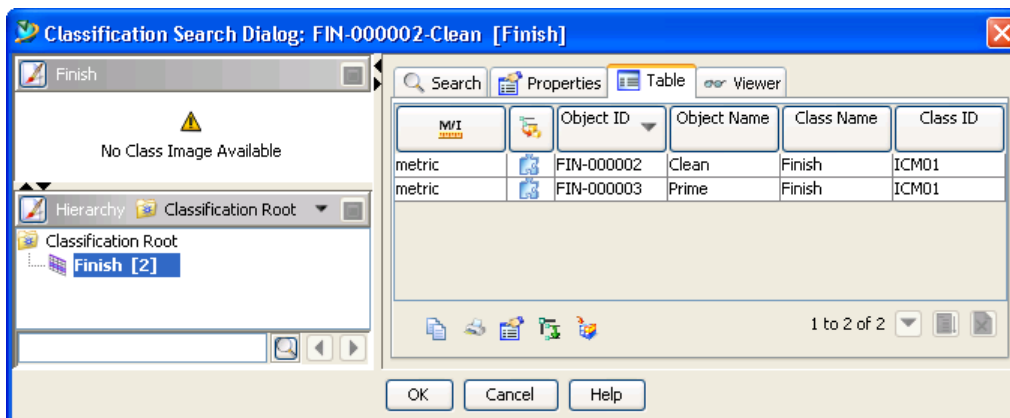 Classification Search Dialog: FIN-000002-Clean [Finish]
Finish
No Class Image Available
Hierarchy Classification Root
Classification Root
Finish [2]
Search Properties Table Viewer
M/I Object ID Object Name Class Name Class ID
metric FIN-000002 Clean Finish ICM01
metric FIN-000003 Prime Finish ICM01
1 to 2 of 2
OK Cancel Help